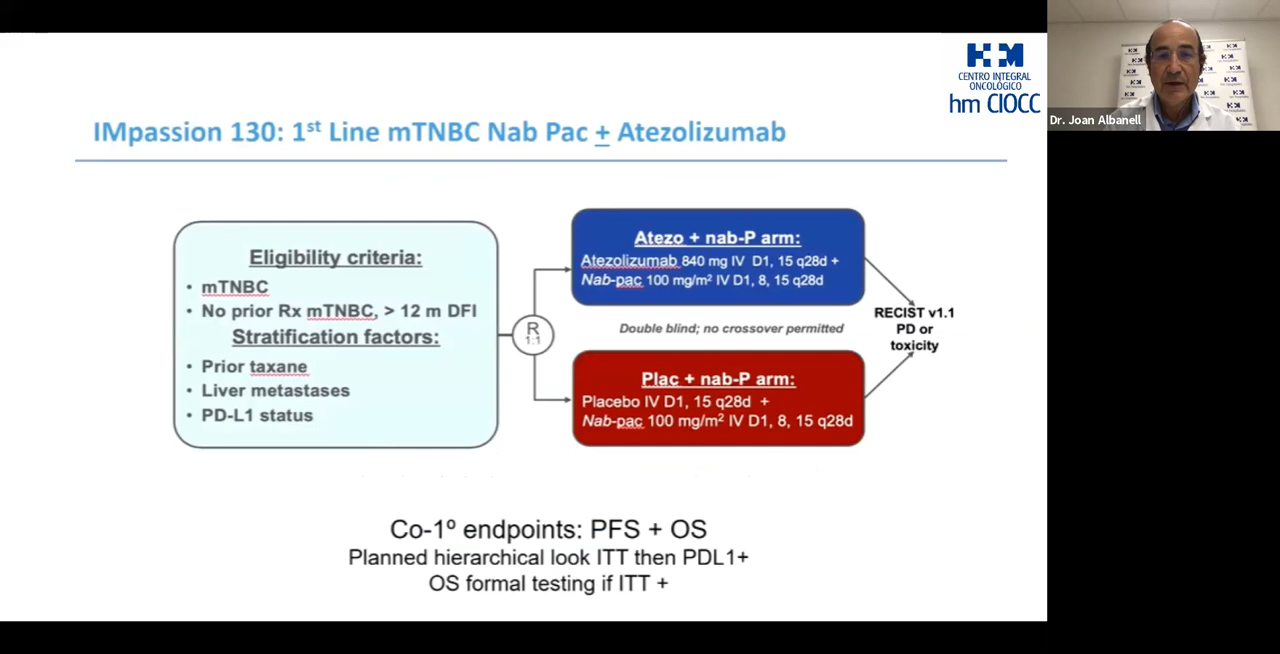 HM
CENTRO INTEGRAL
ONCOLÓGICO
hm CIOCC
Dr. Joan Albanell
IMpassion 130: 1st Line mTNBC Nab Pac + Atezolizumab
Eligibility criteria:
• mTNBC
• No prior Rx mTNBC, > 12 m DFI
Stratification factors:
• Prior taxane
• Liver metastases
• PD-L1 status
R
1:1
Atezo + nab-P arm:
Atezolizumab 840 mg IV D1, 15 q28d +
Nab-pac 100 mg/m² IV D1, 8, 15 q28d
Double blind; no crossover permitted
Plac + nab-P arm:
Placebo IV D1, 15 q28d +
Nab-pac 100 mg/m² IV D1, 8, 15 q28d
RECIST v1.1
PD or
toxicity
Co-1º endpoints: PFS + OS
Planned hierarchical look ITT then PDL1+
OS formal testing if ITT +